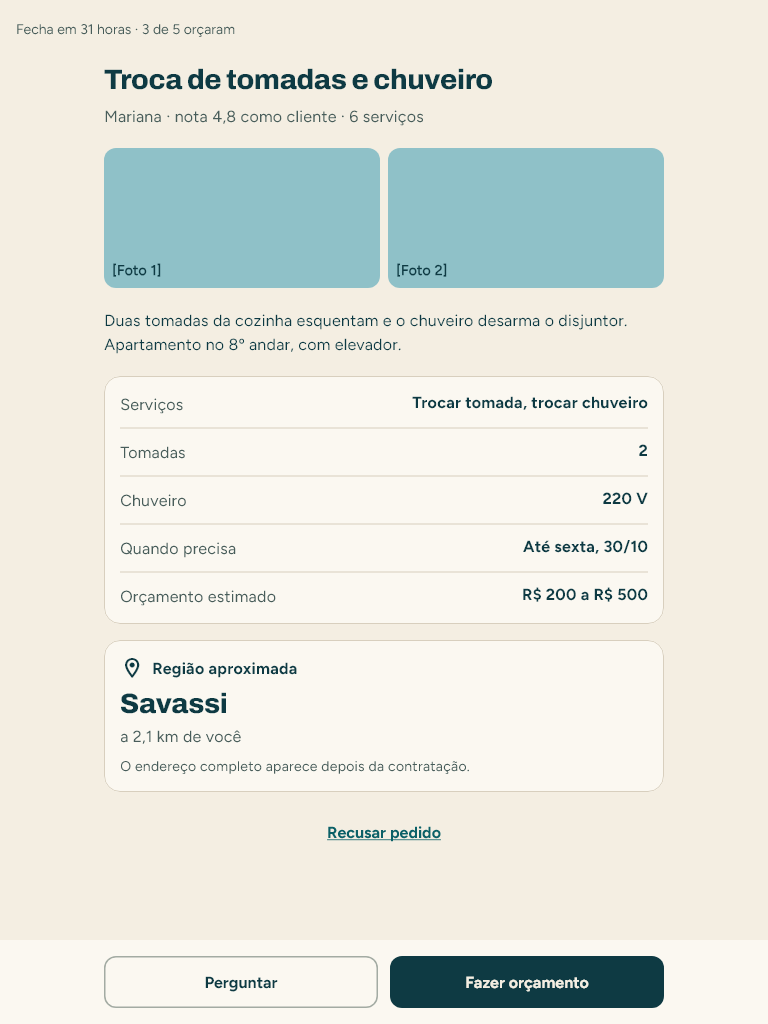 Fecha em 31 horas · 3 de 5 orçaram
Troca de tomadas e chuveiro
Mariana · nota 4,8 como cliente · 6 serviços
[Foto 1]
[Foto 2]
Duas tomadas da cozinha esquentam e o chuveiro desarma o disjuntor.
Apartamento no 8º andar, com elevador.
Serviços Trocar tomada, trocar chuveiro
Tomadas 2
Chuveiro 220 V
Quando precisa Até sexta, 30/10
Orçamento estimado R$ 200 a R$ 500
Região aproximada
Savassi
a 2,1 km de você
O endereço completo aparece depois da contratação.
Recusar pedido
Perguntar
Fazer orçamento